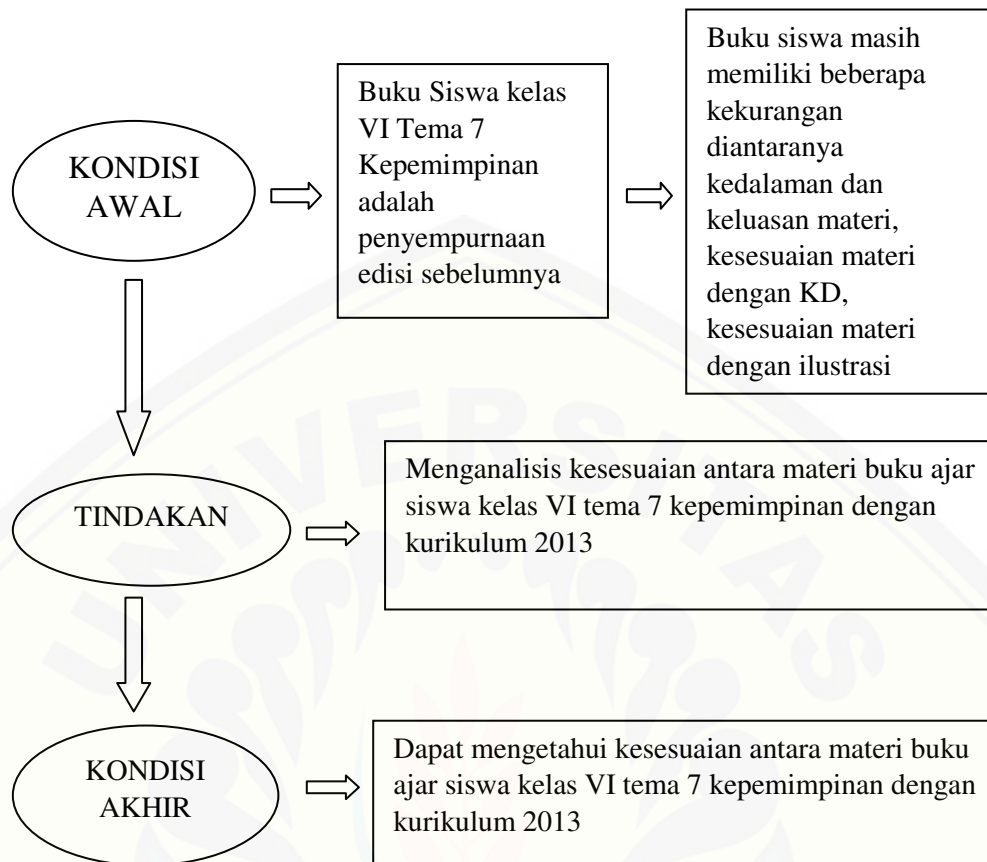 KONDISI
AWAL
Buku Siswa kelas
VI Tema 7
Kepemimpinan
adalah
penyempurnaan
edisi sebelumnya
Buku siswa masih
memiliki beberapa
kekurangan
diantaranya
kedalaman dan
keluasan materi,
kesesuaian materi
dengan KD,
kesesuaian materi
dengan ilustrasi
TINDAKAN
Menganalisis kesesuaian antara materi buku ajar
siswa kelas VI tema 7 kepemimpinan dengan
kurikulum 2013
KONDISI
AKHIR
Dapat mengetahui kesesuaian antara materi buku
ajar siswa kelas VI tema 7 kepemimpinan dengan
kurikulum 2013
UNIVERSITAS